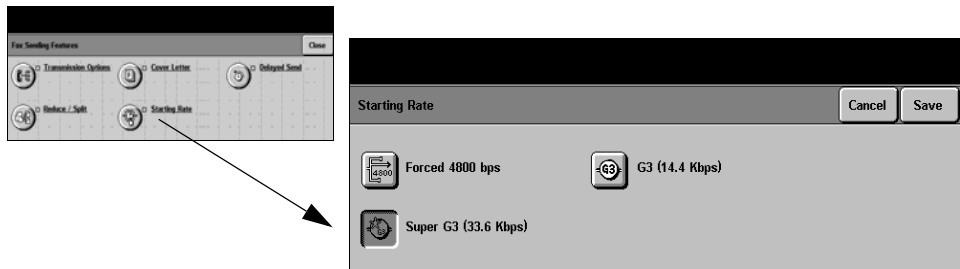 Fax Sending Features
Close
Transmission Options
Cover Letter
Delayed Send
Reduce / Split
Starting Rate
Starting Rate
Cancel
Save
4800
Forced 4800 bps
G3
G3 (14.4 Kbps)
G3
Super G3 (33.6 Kbps)